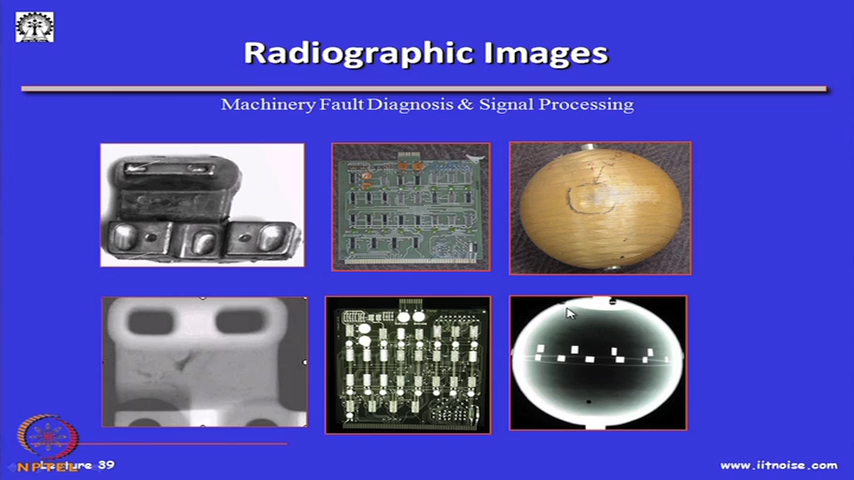 Radiographic Images
Machinery Fault Diagnosis & Signal Processing
NPTEL
Lecture 39
www.iitnoise.com